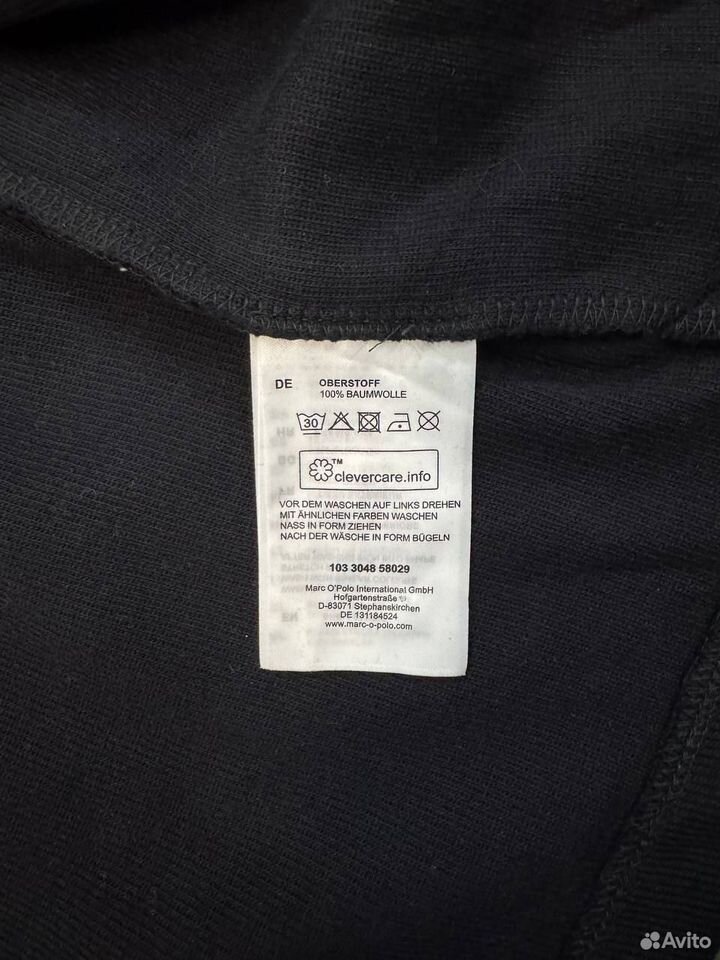 DE OBERSTOFF
100% BAUMWOLLE
30
™
clevercare.info
VOR DEM WASCHEN AUF LINKS DREHEN
MIT ÄHNLICHEN FARBEN WASCHEN
NASS IN FORM ZIEHEN
NACH DER WÄSCHE IN FORM BÜGELN
103 3048 58029
Marc O'Polo International GmbH
Hofgartenstraße
D-83071 Stephanskirchen
DE 131184524
www.marc-o-polo.com
Avito